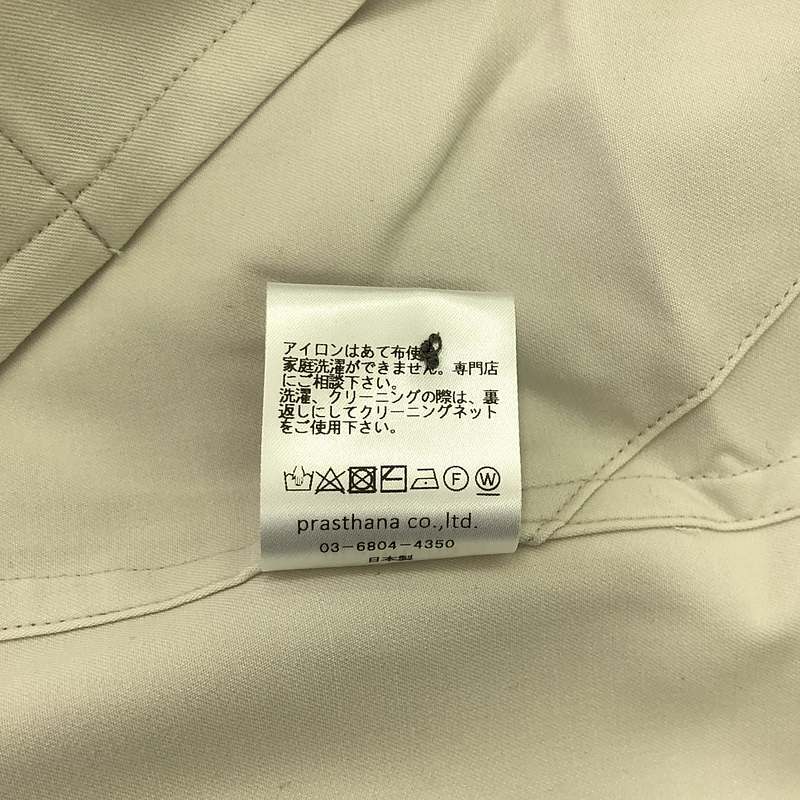 アイロンはあて布使
家庭洗濯ができません。専門店
にご相談下さい。
洗濯、クリーニングの際は、裏
返しにしてクリーニングネット
をご使用下さい。
F W
prasthana co.,ltd.
03-6804-4350
日本製